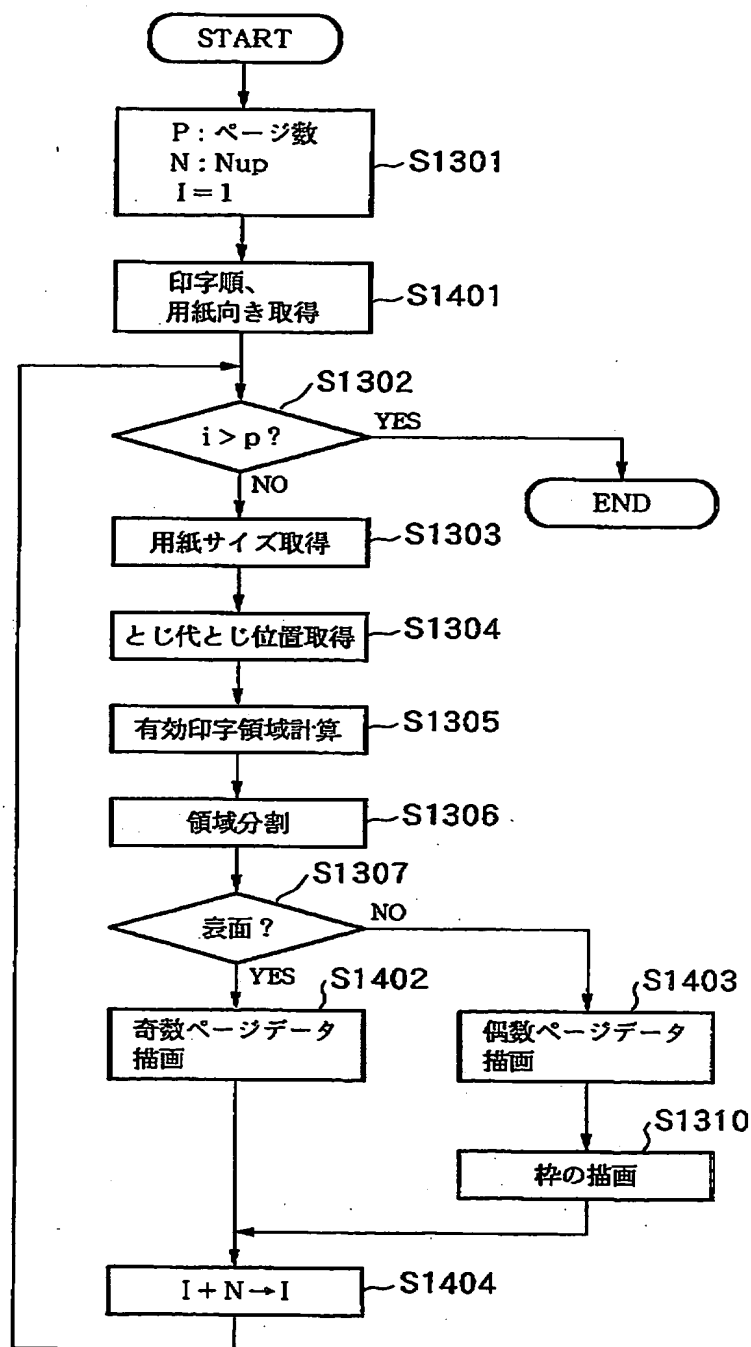 START
P：ページ数
N：Nup
I＝1
S1301
印字順、
用紙向き取得
S1401
S1302
i＞p？
YES
NO
END
用紙サイズ取得
S1303
とじ代とじ位置取得
S1304
有効印字領域計算
S1305
領域分割
S1306
S1307
表面？
NO
YES
S1402
奇数ページデータ
描画
S1403
偶数ページデータ
描画
S1310
枠の描画
I＋N→I
S1404